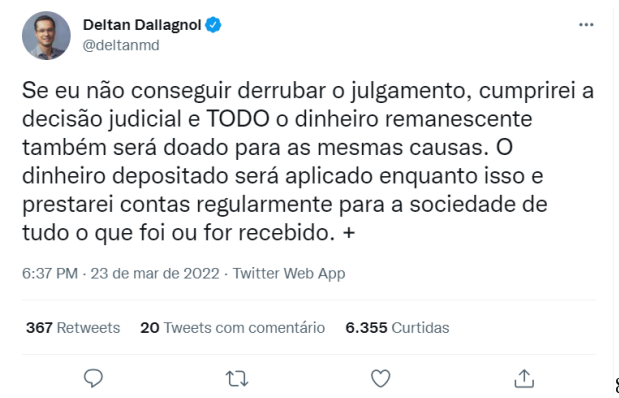 Deltan Dallagnol
@deltanmd
Se eu não conseguir derrubar o julgamento, cumprirei a
decisão judicial e TODO o dinheiro remanescente
também será doado para as mesmas causas. O
dinheiro depositado será aplicado enquanto isso e
prestarei contas regularmente para a sociedade de
tudo o que foi ou for recebido. +
6:37 PM · 23 de mar de 2022 · Twitter Web App
367 Retweets 20 Tweets com comentário 6.355 Curtidas